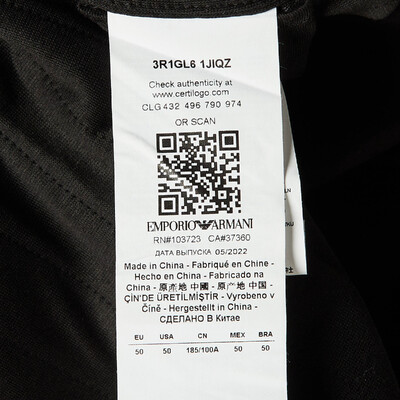 3R1GL6 1JIQZ
Check authenticity at
www.certilogo.com
CLG 432 496 790 974
OR SCAN
EMPORIO ARMANI
RN#103723 CA#37360
ДАТА ВЫПУСКА 05/2022
Made in China - Fabriqué en Chine -
Hecho en China - Fabricado na
China - 原產地 中國 - 原产地 中国 -
ÇİN'DE ÜRETİLMİŞTİR - Vyrobeno v
Číně - Hergestellt in China -
СДЕЛАНО В Китае
EU USA CN MEX BRA
50 50 185/100A 50 50